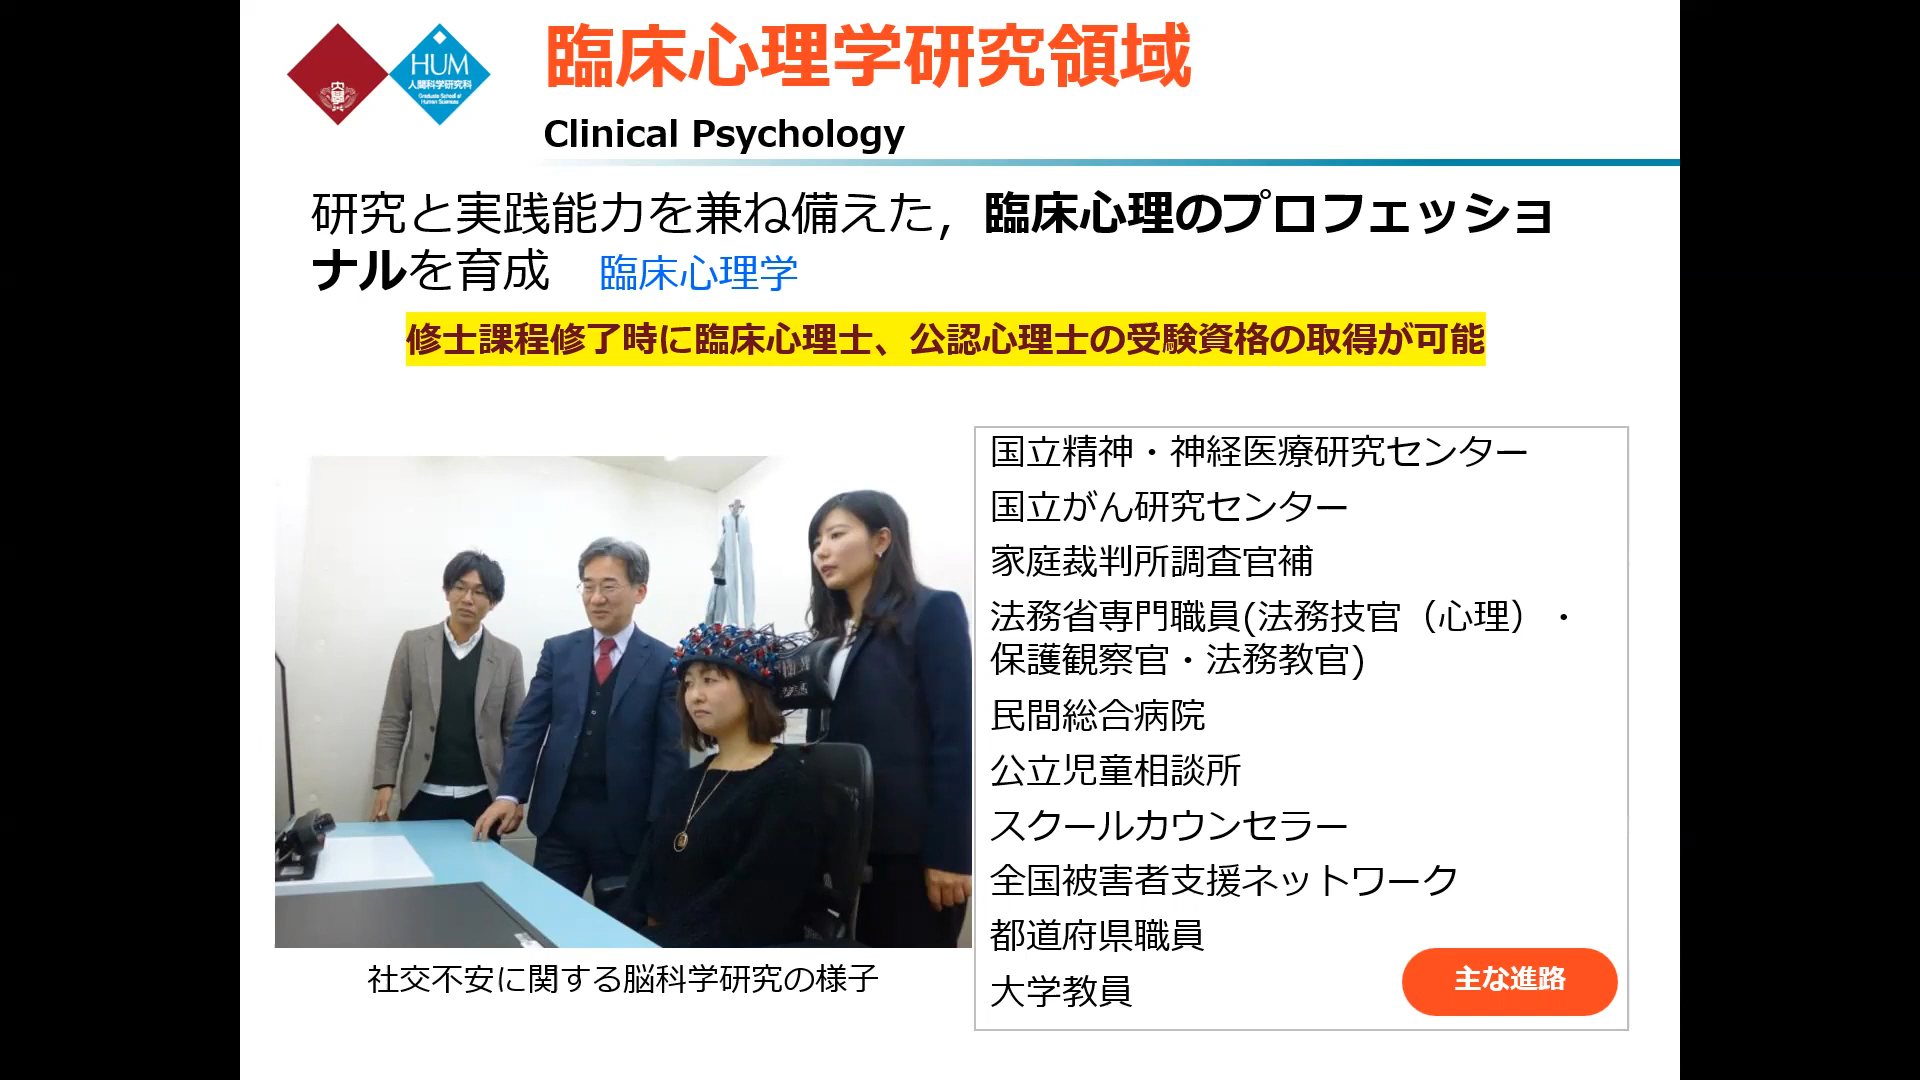 HUM
人間科学研究科
Graduate School of
Human Sciences
臨床心理学研究領域
Clinical Psychology
研究と実践能力を兼ね備えた，臨床心理のプロフェッショ
ナルを育成　臨床心理学
修士課程修了時に臨床心理士、公認心理士の受験資格の取得が可能
国立精神・神経医療研究センター
国立がん研究センター
家庭裁判所調査官補
法務省専門職員(法務技官（心理）・
保護観察官・法務教官)
民間総合病院
公立児童相談所
スクールカウンセラー
全国被害者支援ネットワーク
都道府県職員
大学教員
主な進路
社交不安に関する脳科学研究の様子